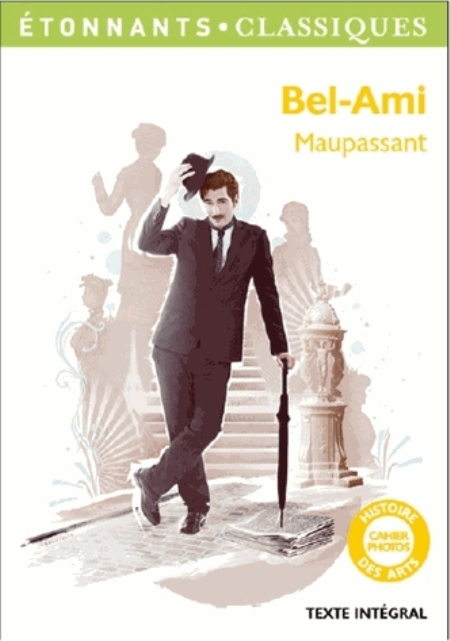 ÉTONNANTS • CLASSIQUES
Bel-Ami
Maupassant
HISTOIRE
CAHIER
PHOTOS
DES ARTS
TEXTE INTÉGRAL